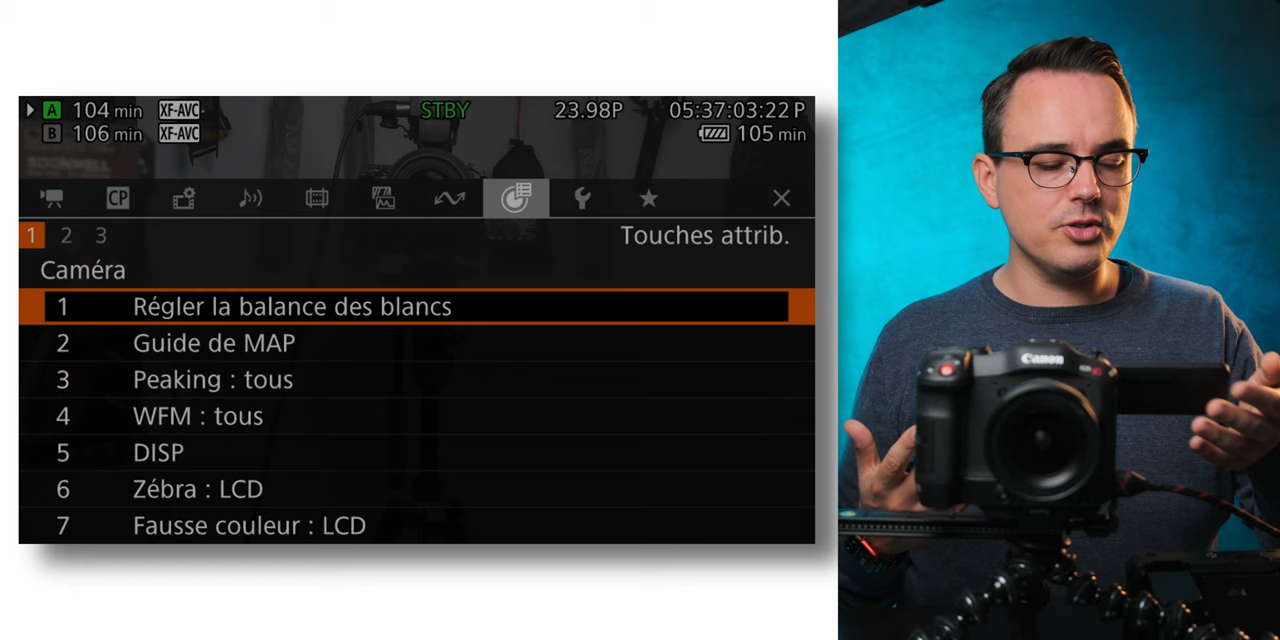 A 104 min XF-AVC STBY 23.98P 05:37:03:22 P
B 106 min XF-AVC 105 min
CP
1 2 3 Touches attrib.
Caméra
1 Régler la balance des blancs
2 Guide de MAP
3 Peaking : tous
4 WFM : tous
5 DISP
6 Zébra : LCD
7 Fausse couleur : LCD
Canon